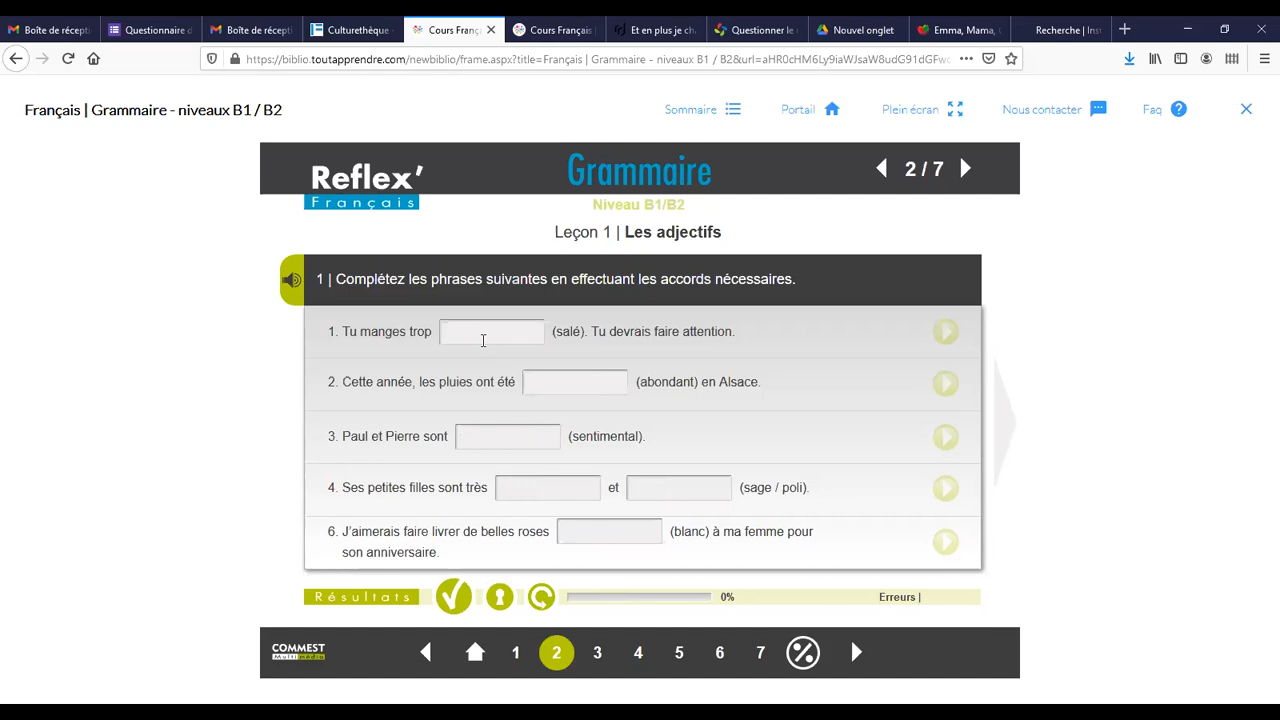 Boîte de récepti
Questionnaire d
Boîte de récepti
Culturethèque
Cours França
Cours Français
Et en plus je ch
Questionner le
Nouvel onglet
Emma, Mama,
Recherche | Ins
https://biblio.toutapprendre.com/newbiblio/frame.aspx?title=Français | Grammaire - niveaux B1 / B2&url=
Français | Grammaire - niveaux B1 / B2
Sommaire
Portail
Plein écran
Nous contacter
Faq
Reflex'
Français
Grammaire
Niveau B1/B2
2 / 7
Leçon 1 | Les adjectifs
1 | Complétez les phrases suivantes en effectuant les accords nécessaires.
1. Tu manges trop (salé). Tu devrais faire attention.
2. Cette année, les pluies ont été (abondant) en Alsace.
3. Paul et Pierre sont (sentimental).
4. Ses petites filles sont très et (sage / poli).
6. J'aimerais faire livrer de belles roses (blanc) à ma femme pour
son anniversaire.
Résultats
0%
Erreurs |
COMMEST
Multimédia
1 2 3 4 5 6 7